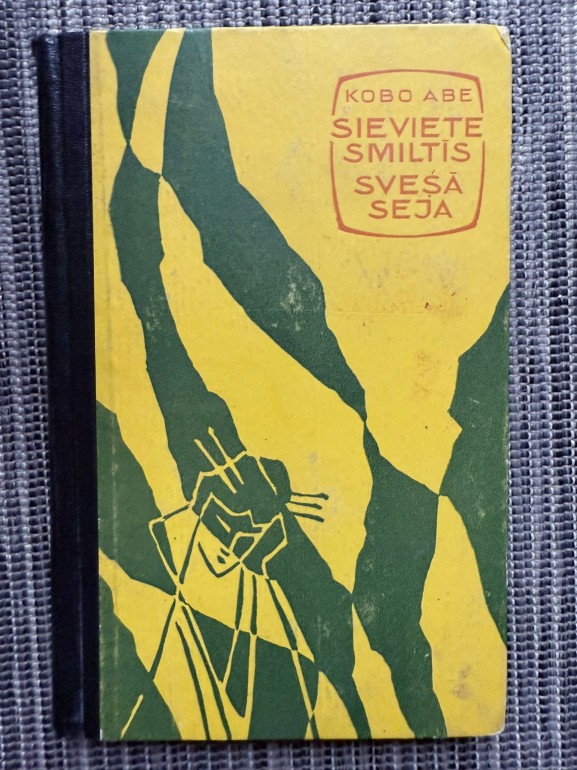 KOBO ABE
SIEVIETE
SMILTĪS
SVEŠĀ
SEJA